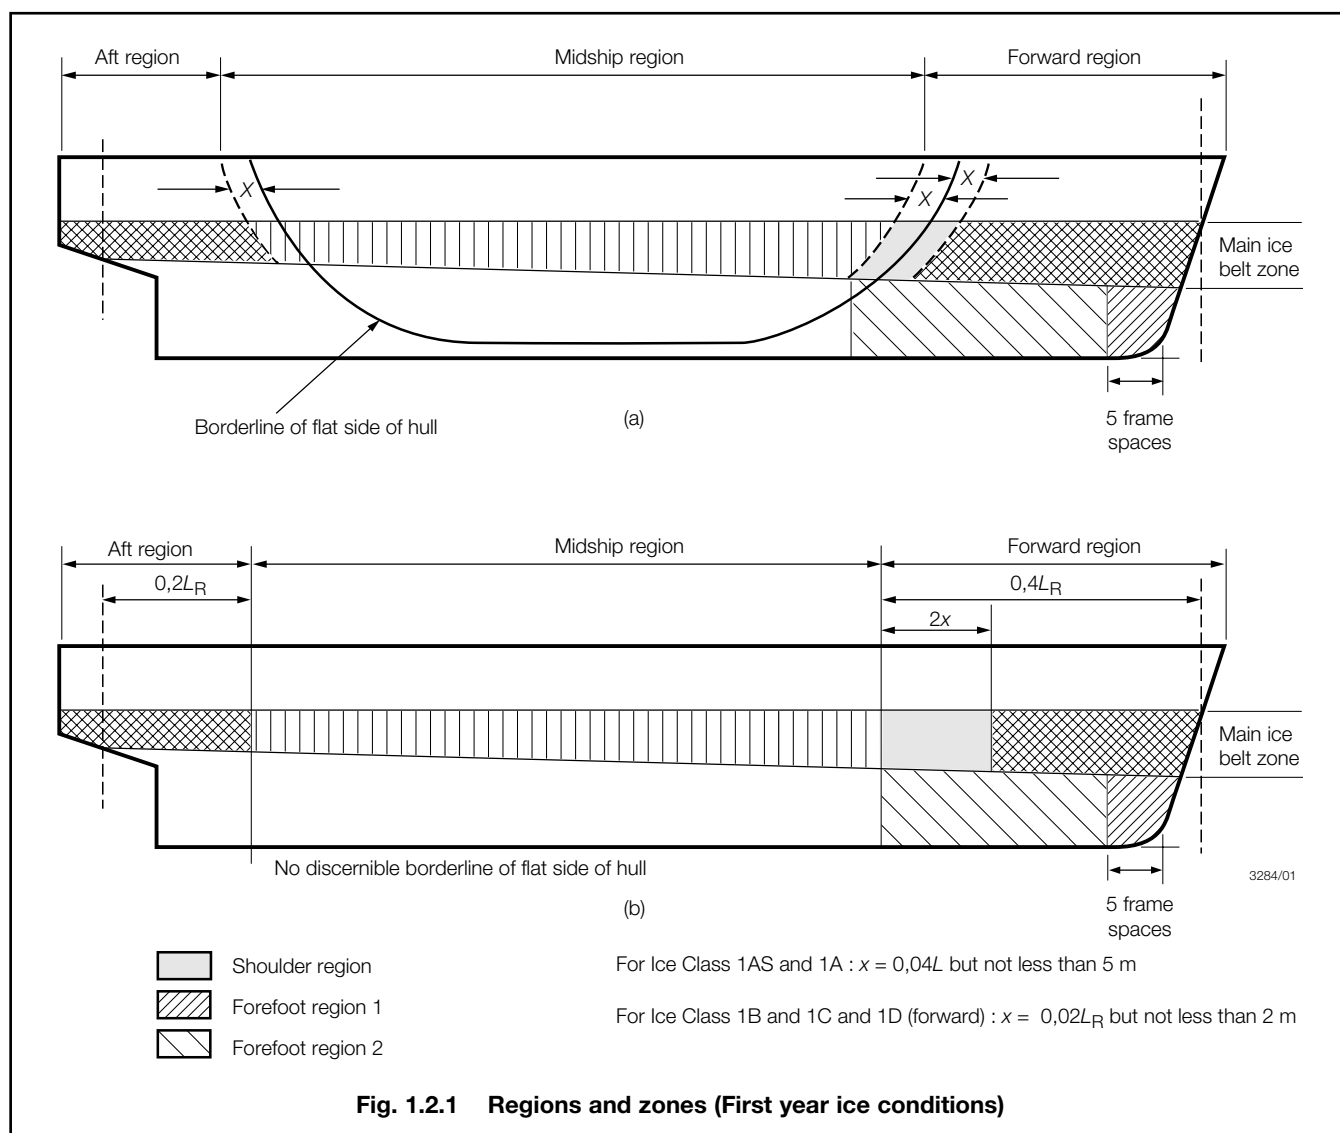 Aft region
Midship region
Forward region
x
x
x
Main ice
belt zone
Borderline of flat side of hull
(a)
5 frame
spaces
Aft region
Midship region
Forward region
0,2LR
0,4LR
2x
Main ice
belt zone
No discernible borderline of flat side of hull
3284/01
(b)
5 frame
spaces
Shoulder region
For Ice Class 1AS and 1A : x = 0,04L but not less than 5 m
Forefoot region 1
For Ice Class 1B and 1C and 1D (forward) : x = 0,02LR but not less than 2 m
Forefoot region 2
Fig. 1.2.1 Regions and zones (First year ice conditions)